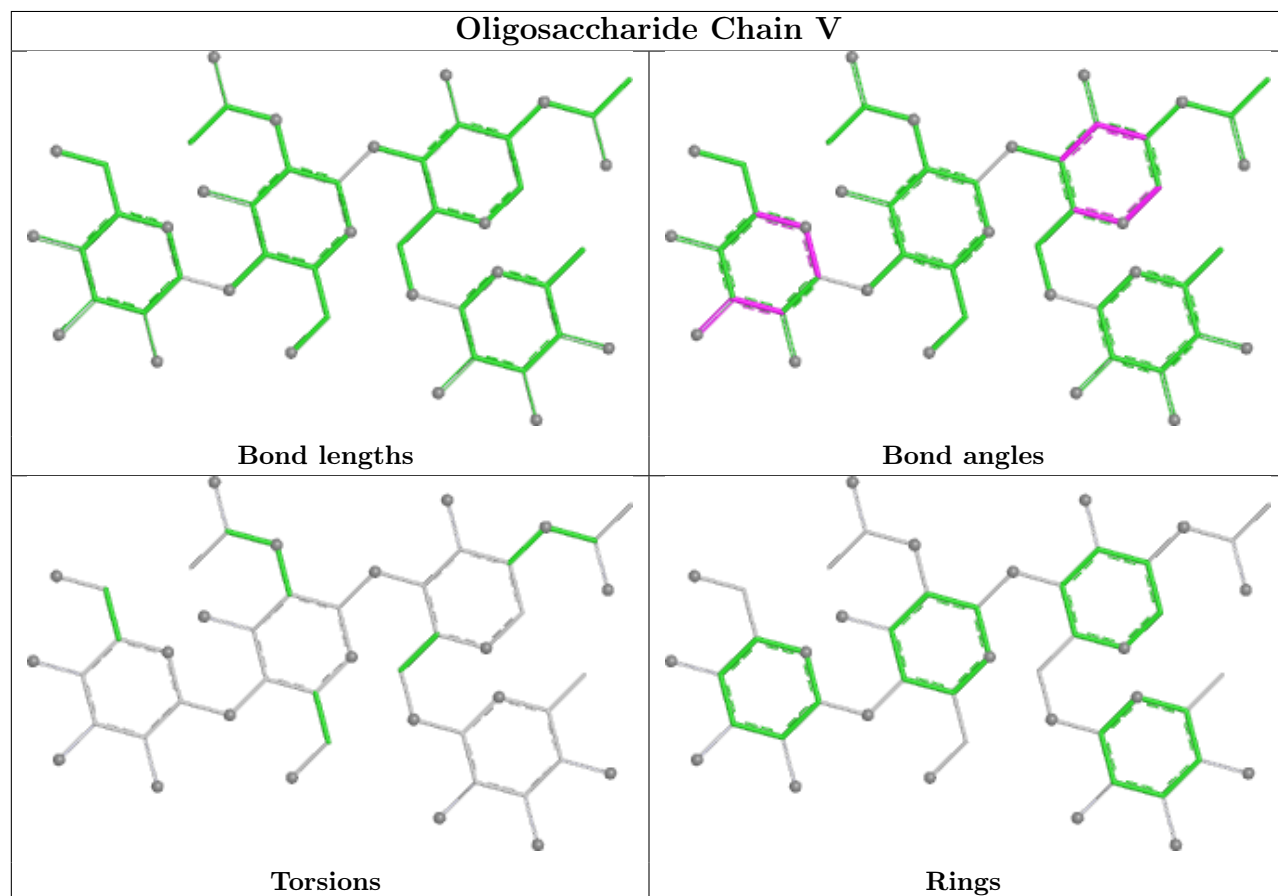 Oligosaccharide Chain V
Bond lengths
Bond angles
Torsions
Rings